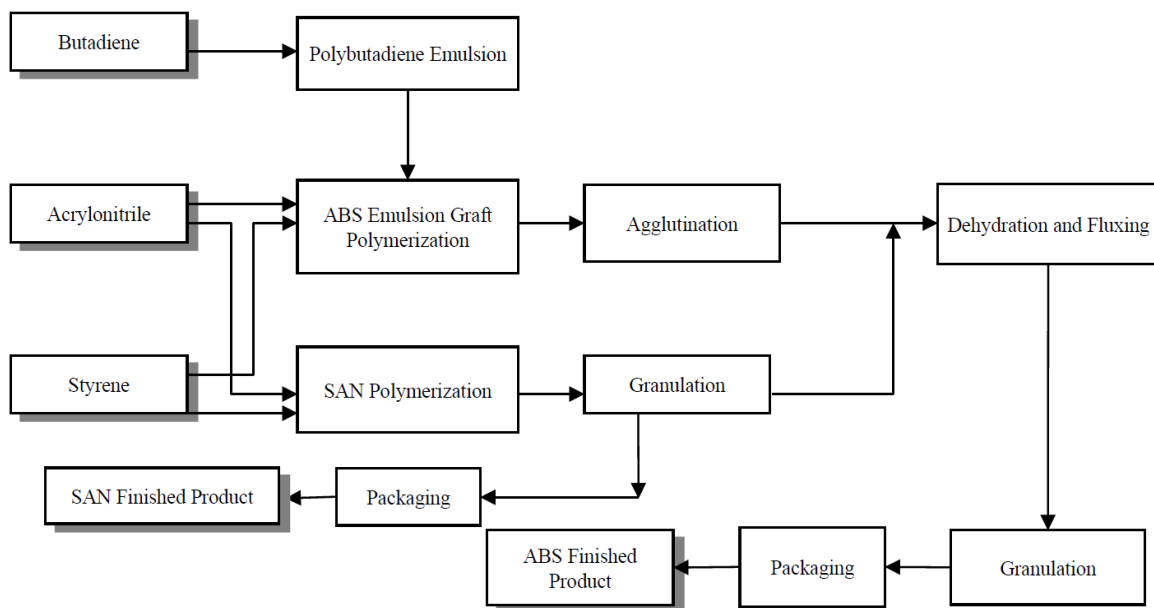 Butadiene
Polybutadiene Emulsion
Acrylonitrile
ABS Emulsion Graft
Polymerization
Agglutination
Dehydration and Fluxing
Styrene
SAN Polymerization
Granulation
SAN Finished Product
Packaging
ABS Finished
Product
Packaging
Granulation